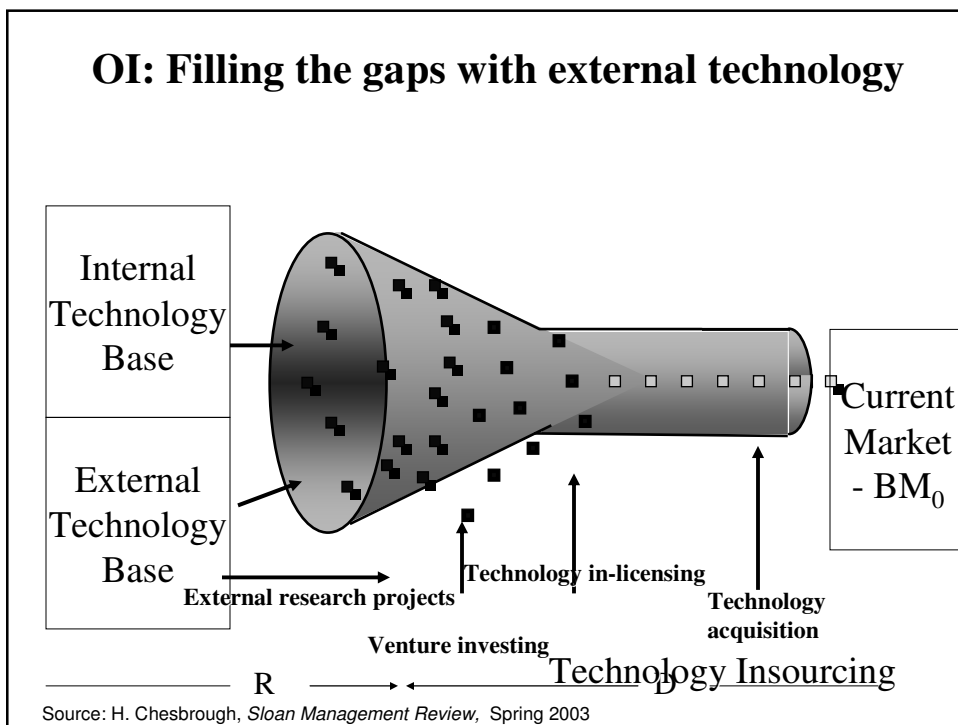 OI: Filling the gaps with external technology
Internal
Technology
Base
External
Technology
Base
Current
Market
- BM₀
External research projects
Venture investing
Technology in-licensing
Technology
acquisition
Technology Insourcing
R
D
Source: H. Chesbrough, Sloan Management Review, Spring 2003